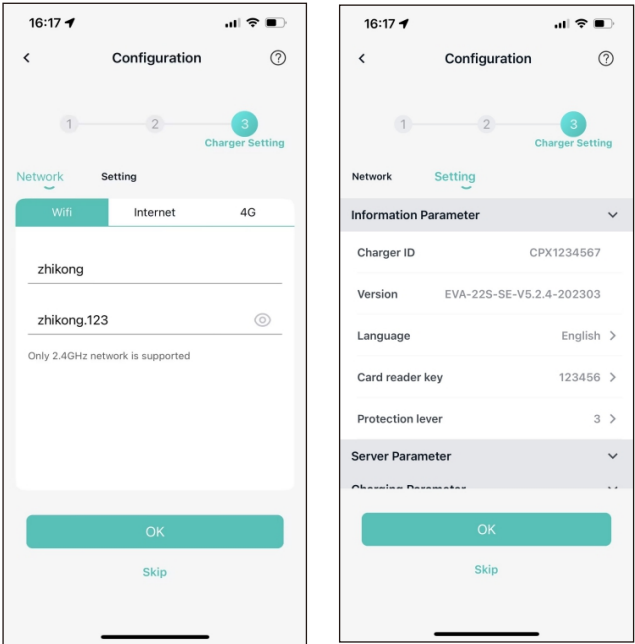 16:17
Configuration
1
2
3
Charger Setting
Network Setting
Wifi Internet 4G
zhikong
zhikong.123
Only 2.4GHz network is supported
OK
Skip
16:17
Configuration
1
2
3
Charger Setting
Network Setting
Information Parameter
Charger ID CPX1234567
Version EVA-22S-SE-V5.2.4-202303
Language English
Card reader key 123456
Protection lever 3
Server Parameter
Charging Parameter
OK
Skip